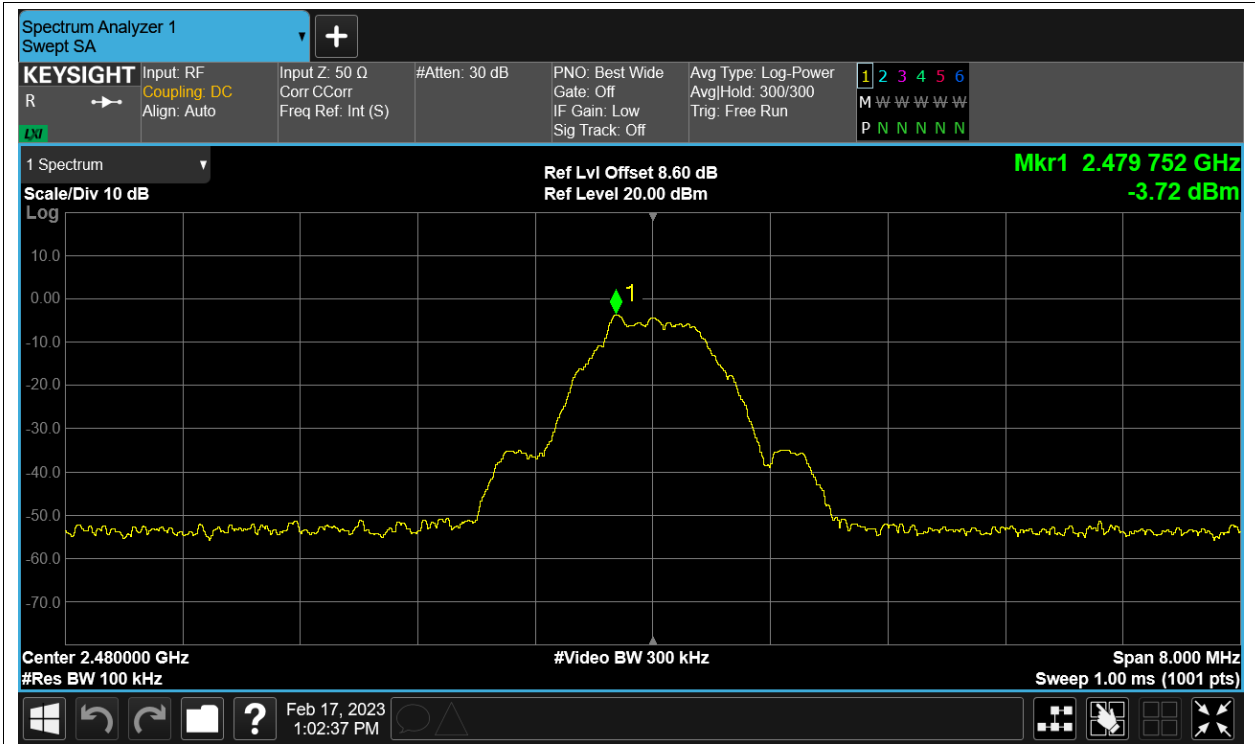 Spectrum Analyzer 1
Swept SA
KEYSIGHT
R
LXI
Input: RF
Coupling: DC
Align: Auto
Input Z: 50 Ω
Corr CCorr
Freq Ref: Int (S)
#Atten: 30 dB
PNO: Best Wide
Gate: Off
IF Gain: Low
Sig Track: Off
Avg Type: Log-Power
Avg|Hold: 300/300
Trig: Free Run
1 2 3 4 5 6
M W W W W W
P N N N N N
1 Spectrum
Scale/Div 10 dB
Log
Ref Lvl Offset 8.60 dB
Ref Level 20.00 dBm
Mkr1 2.479 752 GHz
-3.72 dBm
10.0
0.00
1
-10.0
-20.0
-30.0
-40.0
-50.0
-60.0
-70.0
Center 2.480000 GHz
#Res BW 100 kHz
#Video BW 300 kHz
Span 8.000 MHz
Sweep 1.00 ms (1001 pts)
?
Feb 17, 2023
1:02:37 PM